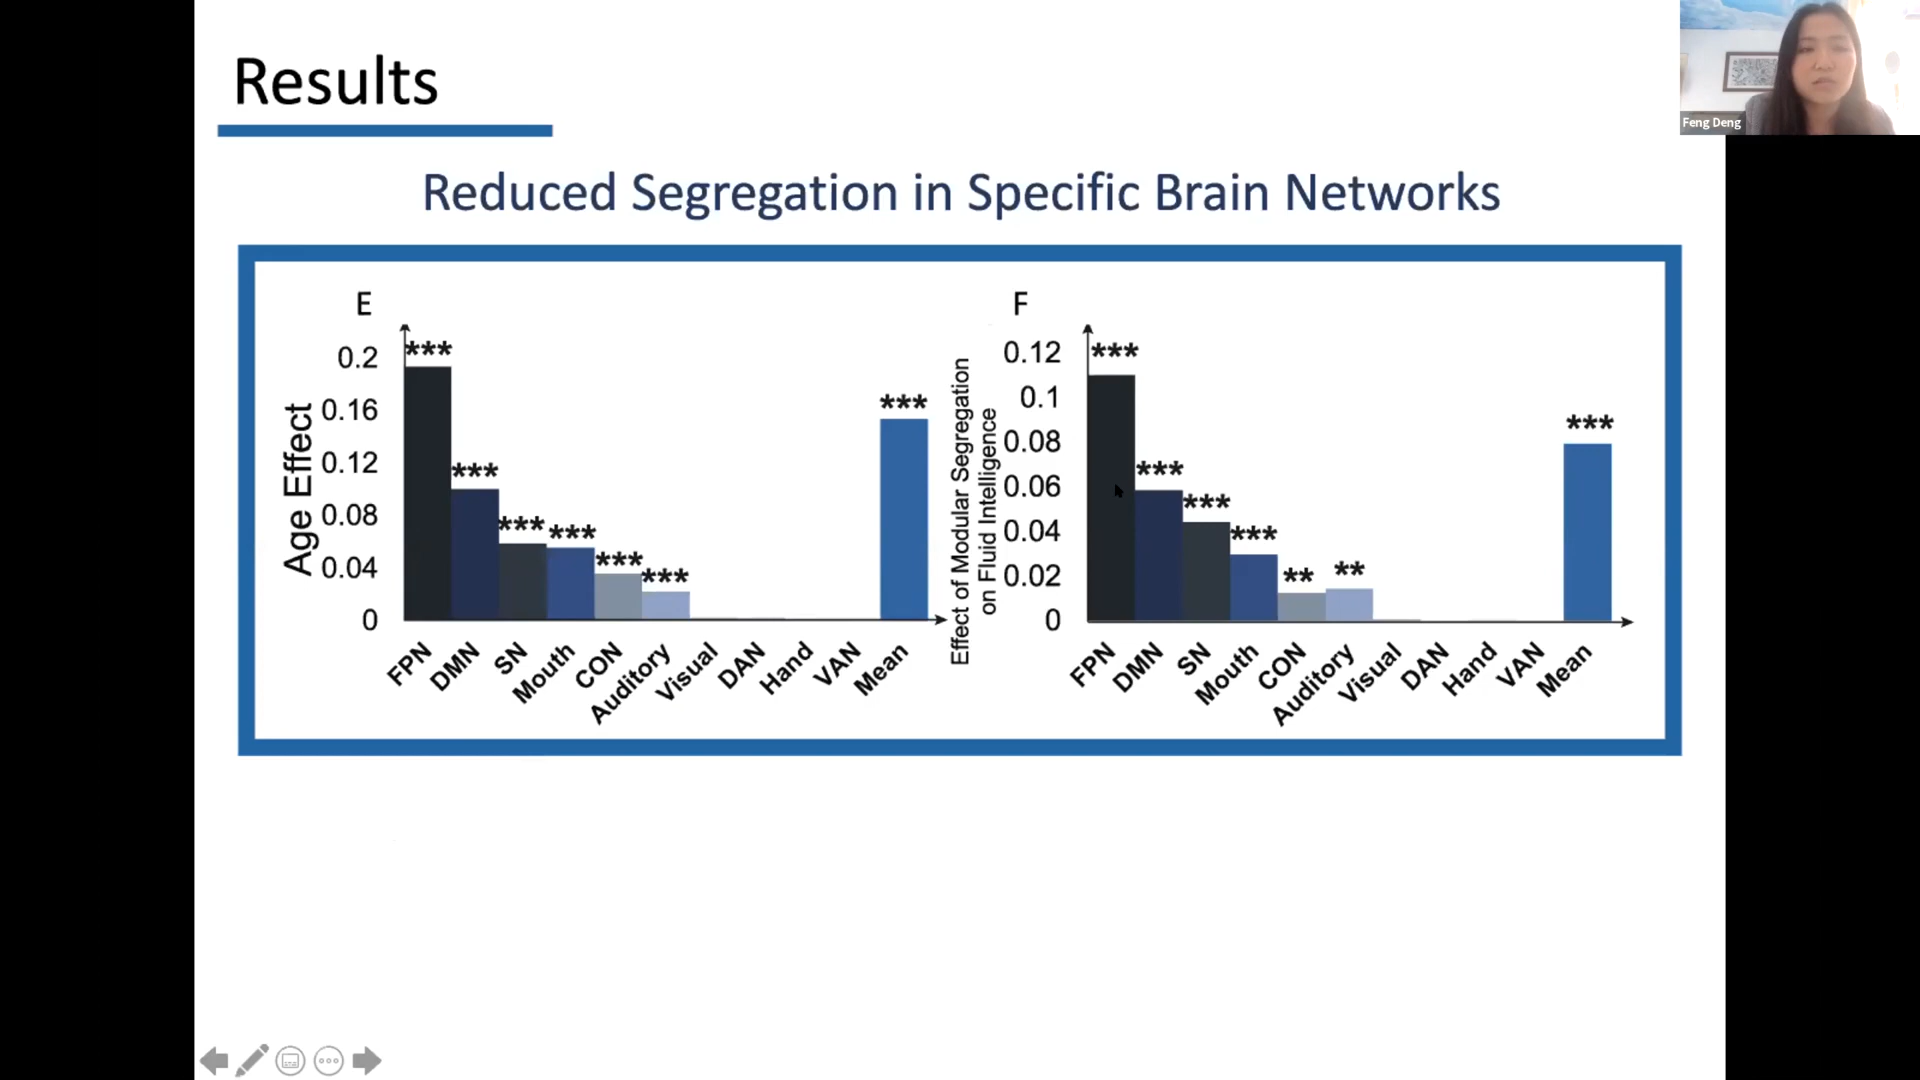 Results
Feng Deng
Reduced Segregation in Specific Brain Networks
E
Age Effect
0.2
0.16
0.12
0.08
0.04
0
***
***
***
***
***
***
***
FPN
DMN
SN
Mouth
CON
Auditory
Visual
DAN
Hand
VAN
Mean
F
Effect of Modular Segregation
on Fluid Intelligence
0.12
0.1
0.08
0.06
0.04
0.02
0
***
***
***
***
**
**
***
FPN
DMN
SN
Mouth
CON
Auditory
Visual
DAN
Hand
VAN
Mean